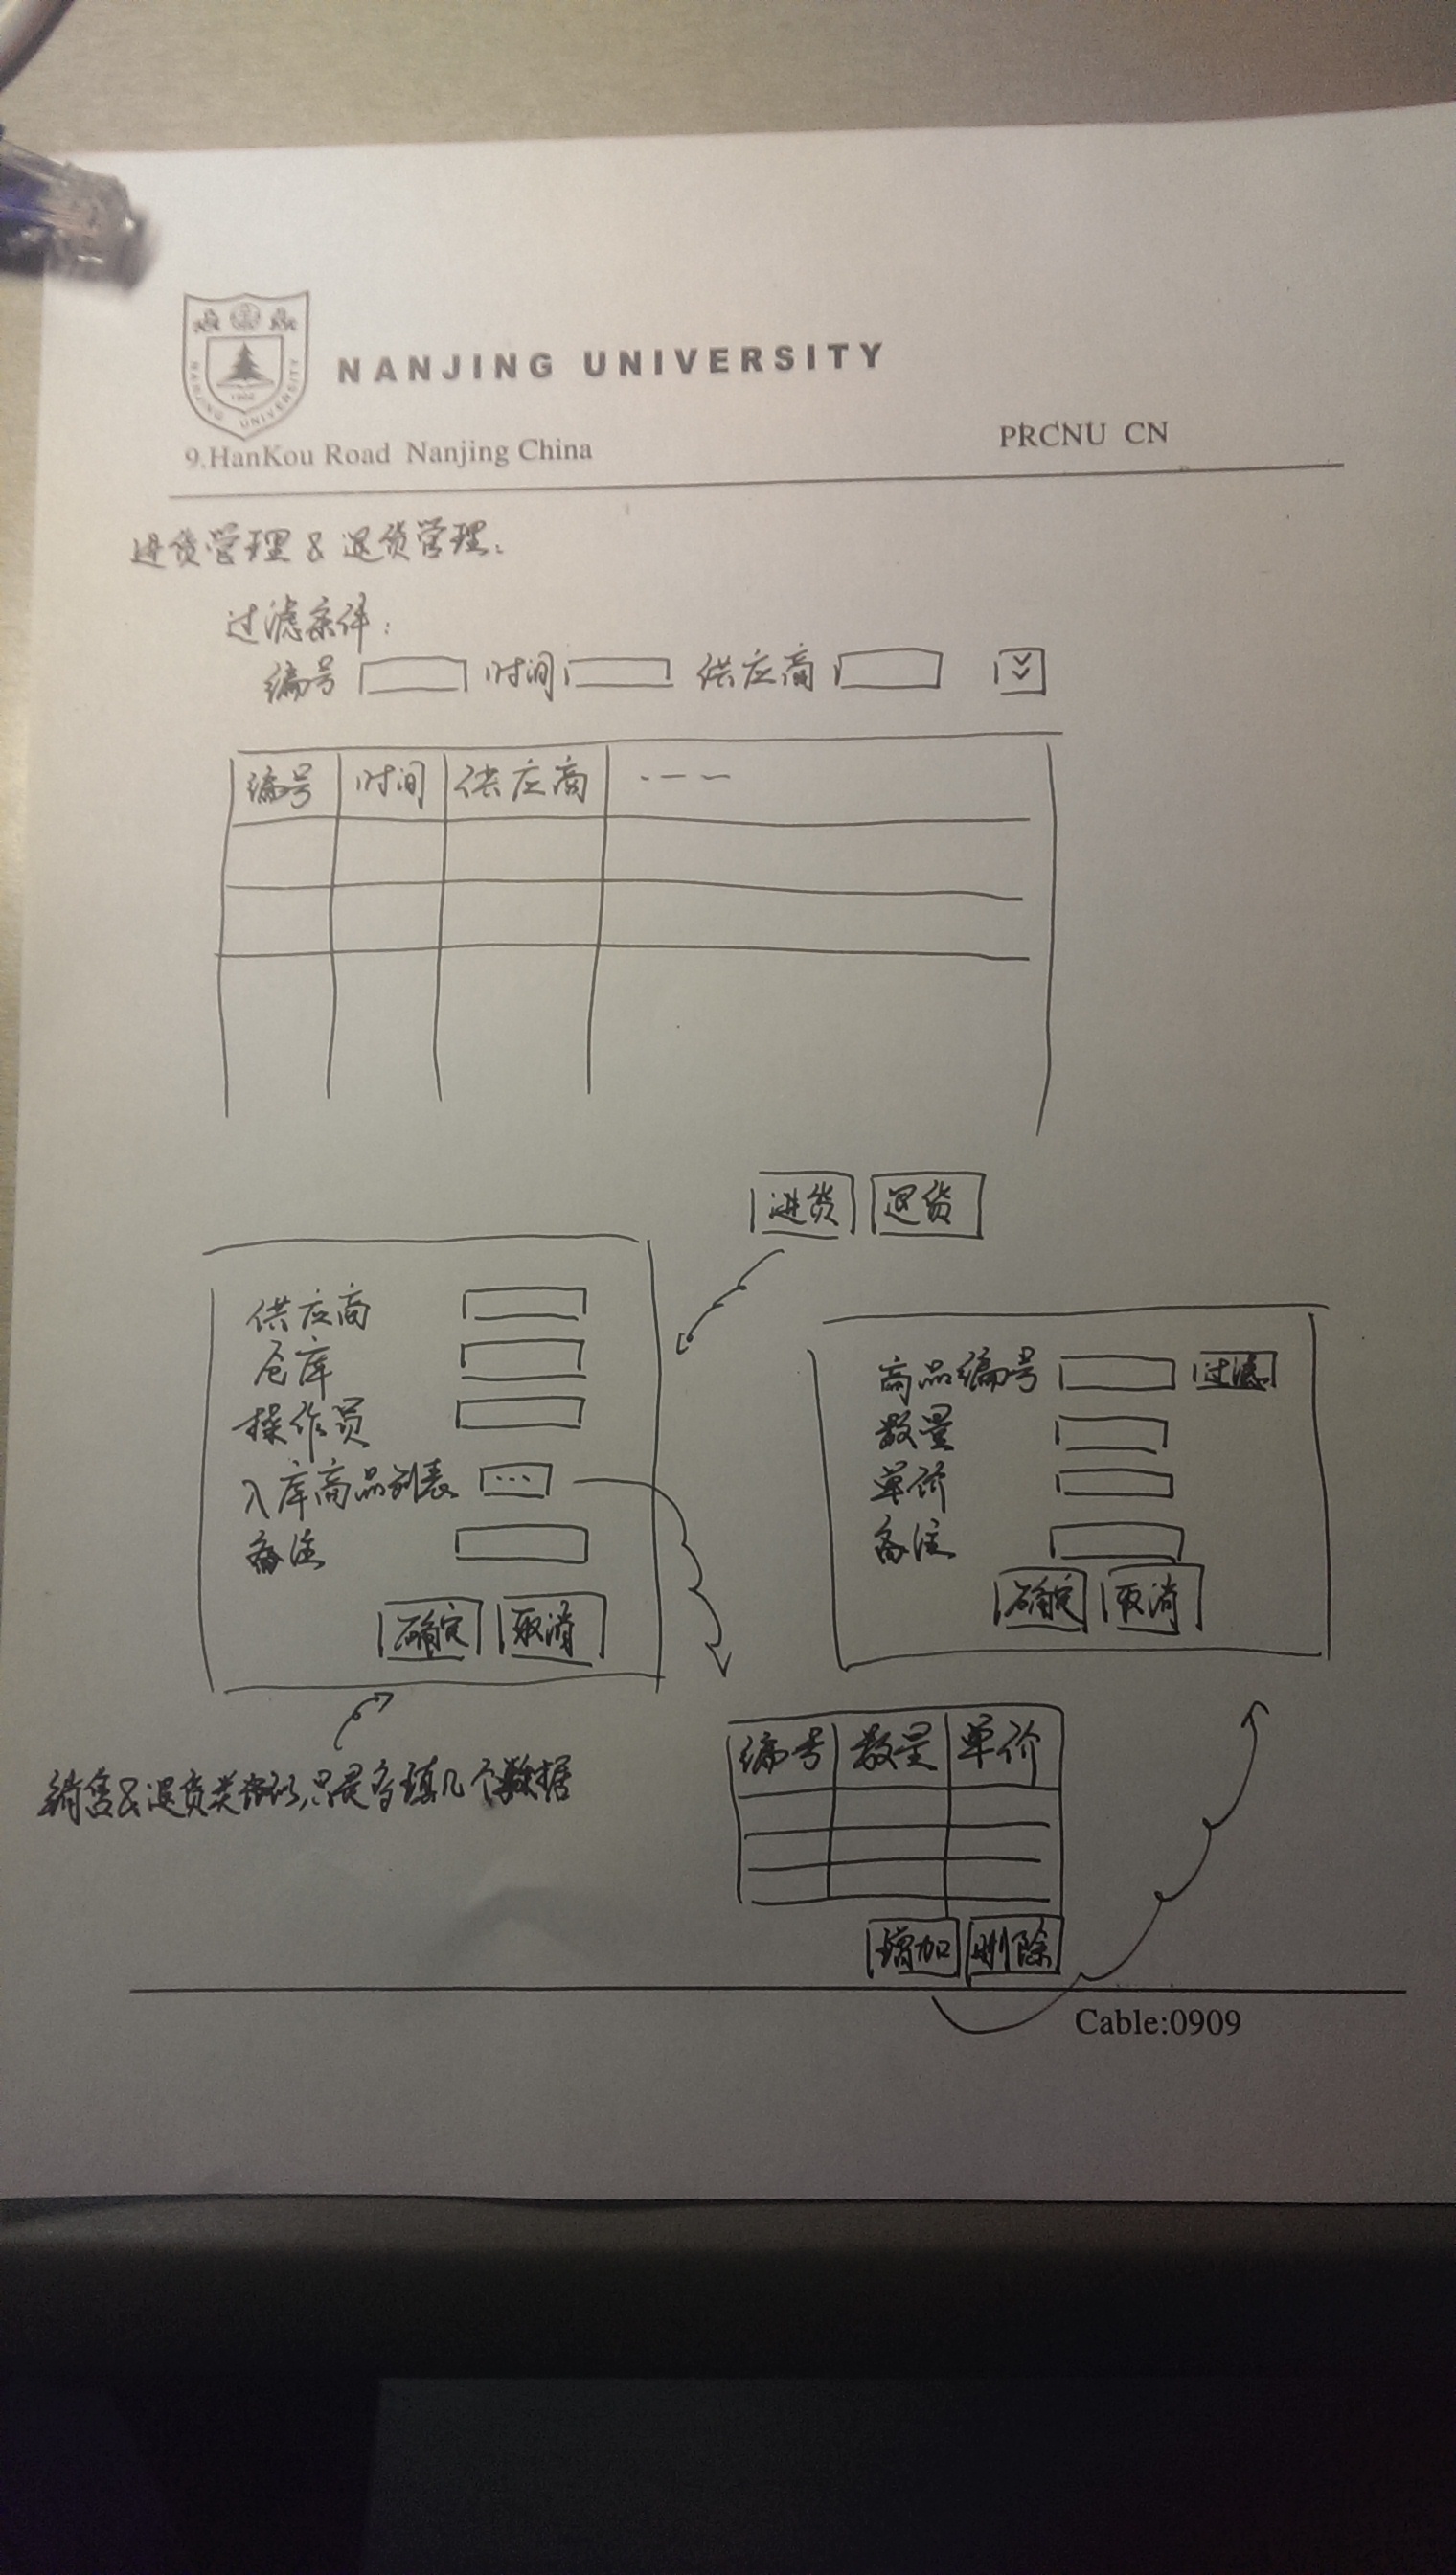 NANJING UNIVERSITY
1902
NANJING UNIVERSITY
9.HanKou Road Nanjing China
PRCNU CN
进货管理 & 退货管理:
过滤条件:
编号 时间 供应商
编号 时间 供应商 ---
进货 退货
供应商
仓库
操作员
入库商品列表 ...
备注
确定 取消
商品编号 过滤
数量
单价
备注
确定 取消
销售&退货类似,只是多填几个数据
编号 数量 单价
增加 删除
Cable:0909